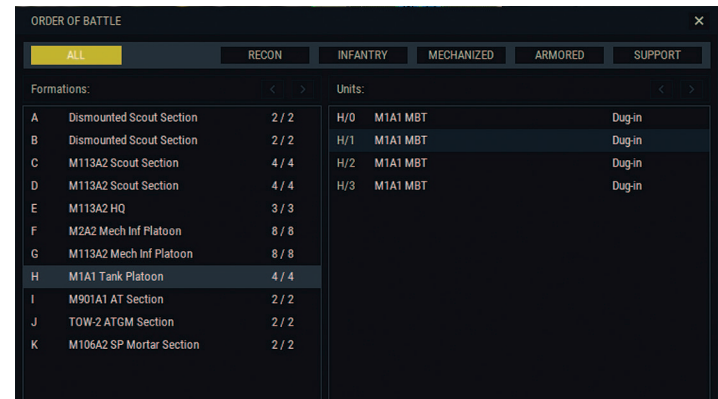 ORDER OF BATTLE ×
ALL RECON INFANTRY MECHANIZED ARMORED SUPPORT
Formations: < >
A Dismounted Scout Section 2 / 2
B Dismounted Scout Section 2 / 2
C M113A2 Scout Section 4 / 4
D M113A2 Scout Section 4 / 4
E M113A2 HQ 3 / 3
F M2A2 Mech Inf Platoon 8 / 8
G M113A2 Mech Inf Platoon 8 / 8
H M1A1 Tank Platoon 4 / 4
I M901A1 AT Section 2 / 2
J TOW-2 ATGM Section 2 / 2
K M106A2 SP Mortar Section 2 / 2
Units: < >
H/0 M1A1 MBT Dug-in
H/1 M1A1 MBT Dug-in
H/2 M1A1 MBT Dug-in
H/3 M1A1 MBT Dug-in